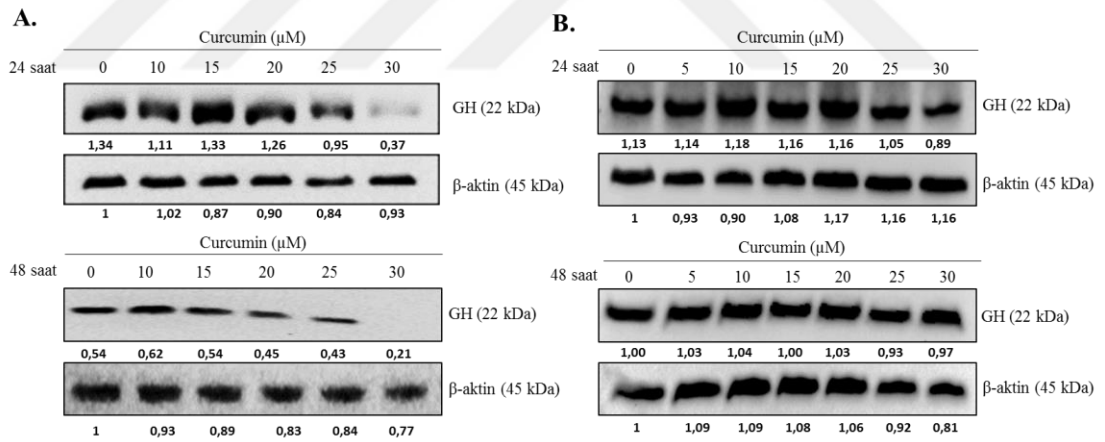 A.
Curcumin (µM)
24 saat 0 10 15 20 25 30
GH (22 kDa)
1,34 1,11 1,33 1,26 0,95 0,37
β-aktin (45 kDa)
1 1,02 0,87 0,90 0,84 0,93
Curcumin (µM)
48 saat 0 10 15 20 25 30
GH (22 kDa)
0,54 0,62 0,54 0,45 0,43 0,21
β-aktin (45 kDa)
1 0,93 0,89 0,83 0,84 0,77
B.
Curcumin (µM)
24 saat 0 5 10 15 20 25 30
GH (22 kDa)
1,13 1,14 1,18 1,16 1,16 1,05 0,89
β-aktin (45 kDa)
1 0,93 0,90 1,08 1,17 1,16 1,16
Curcumin (µM)
48 saat 0 5 10 15 20 25 30
GH (22 kDa)
1,00 1,03 1,04 1,00 1,03 0,93 0,97
β-aktin (45 kDa)
1 1,09 1,09 1,08 1,06 0,92 0,81